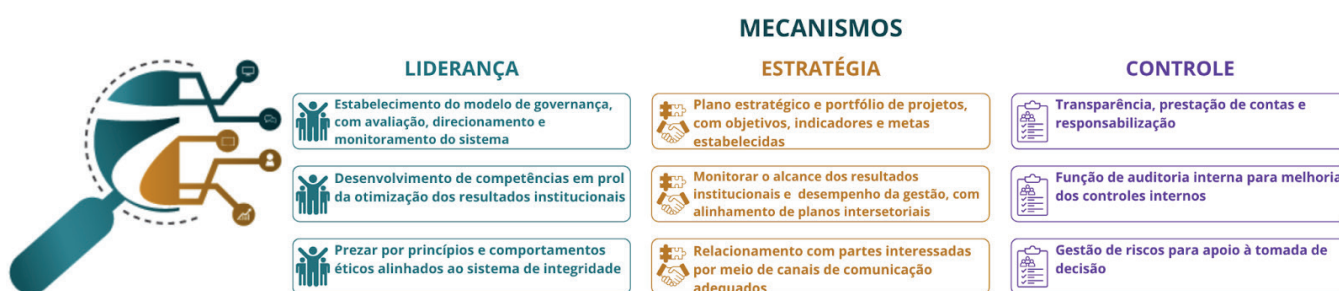 MECANISMOS
LIDERANÇA
Estabelecimento do modelo de governança,
com avaliação, direcionamento e
monitoramento do sistema
Desenvolvimento de competências em prol
da otimização dos resultados institucionais
Prezar por princípios e comportamentos
éticos alinhados ao sistema de integridade
ESTRATÉGIA
Plano estratégico e portfólio de projetos,
com objetivos, indicadores e metas
estabelecidas
Monitorar o alcance dos resultados
institucionais e desempenho da gestão, com
alinhamento de planos intersetoriais
Relacionamento com partes interessadas
por meio de canais de comunicação
adequados
CONTROLE
Transparência, prestação de contas e
responsabilização
Função de auditoria interna para melhoria
dos controles internos
Gestão de riscos para apoio à tomada de
decisão